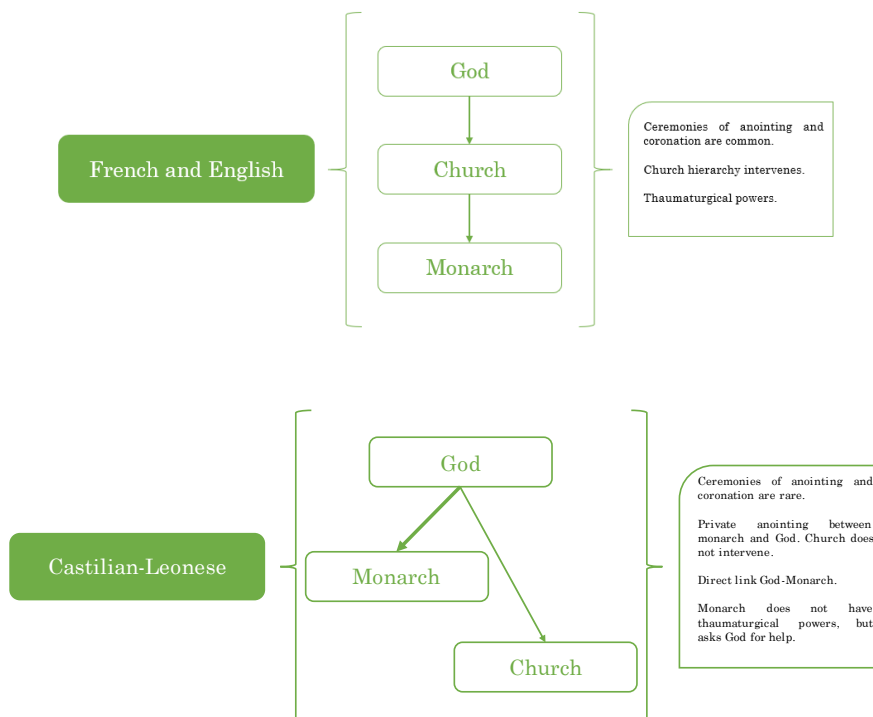 God
French and English
Church
Monarch
Ceremonies of anointing and
coronation are common.
Church hierarchy intervenes.
Thaumaturgical powers.
God
Castilian-Leonese
Monarch
Church
Ceremonies of anointing and
coronation are rare.
Private anointing between
monarch and God. Church does
not intervene.
Direct link God-Monarch.
Monarch does not have
thaumaturgical powers, but
asks God for help.